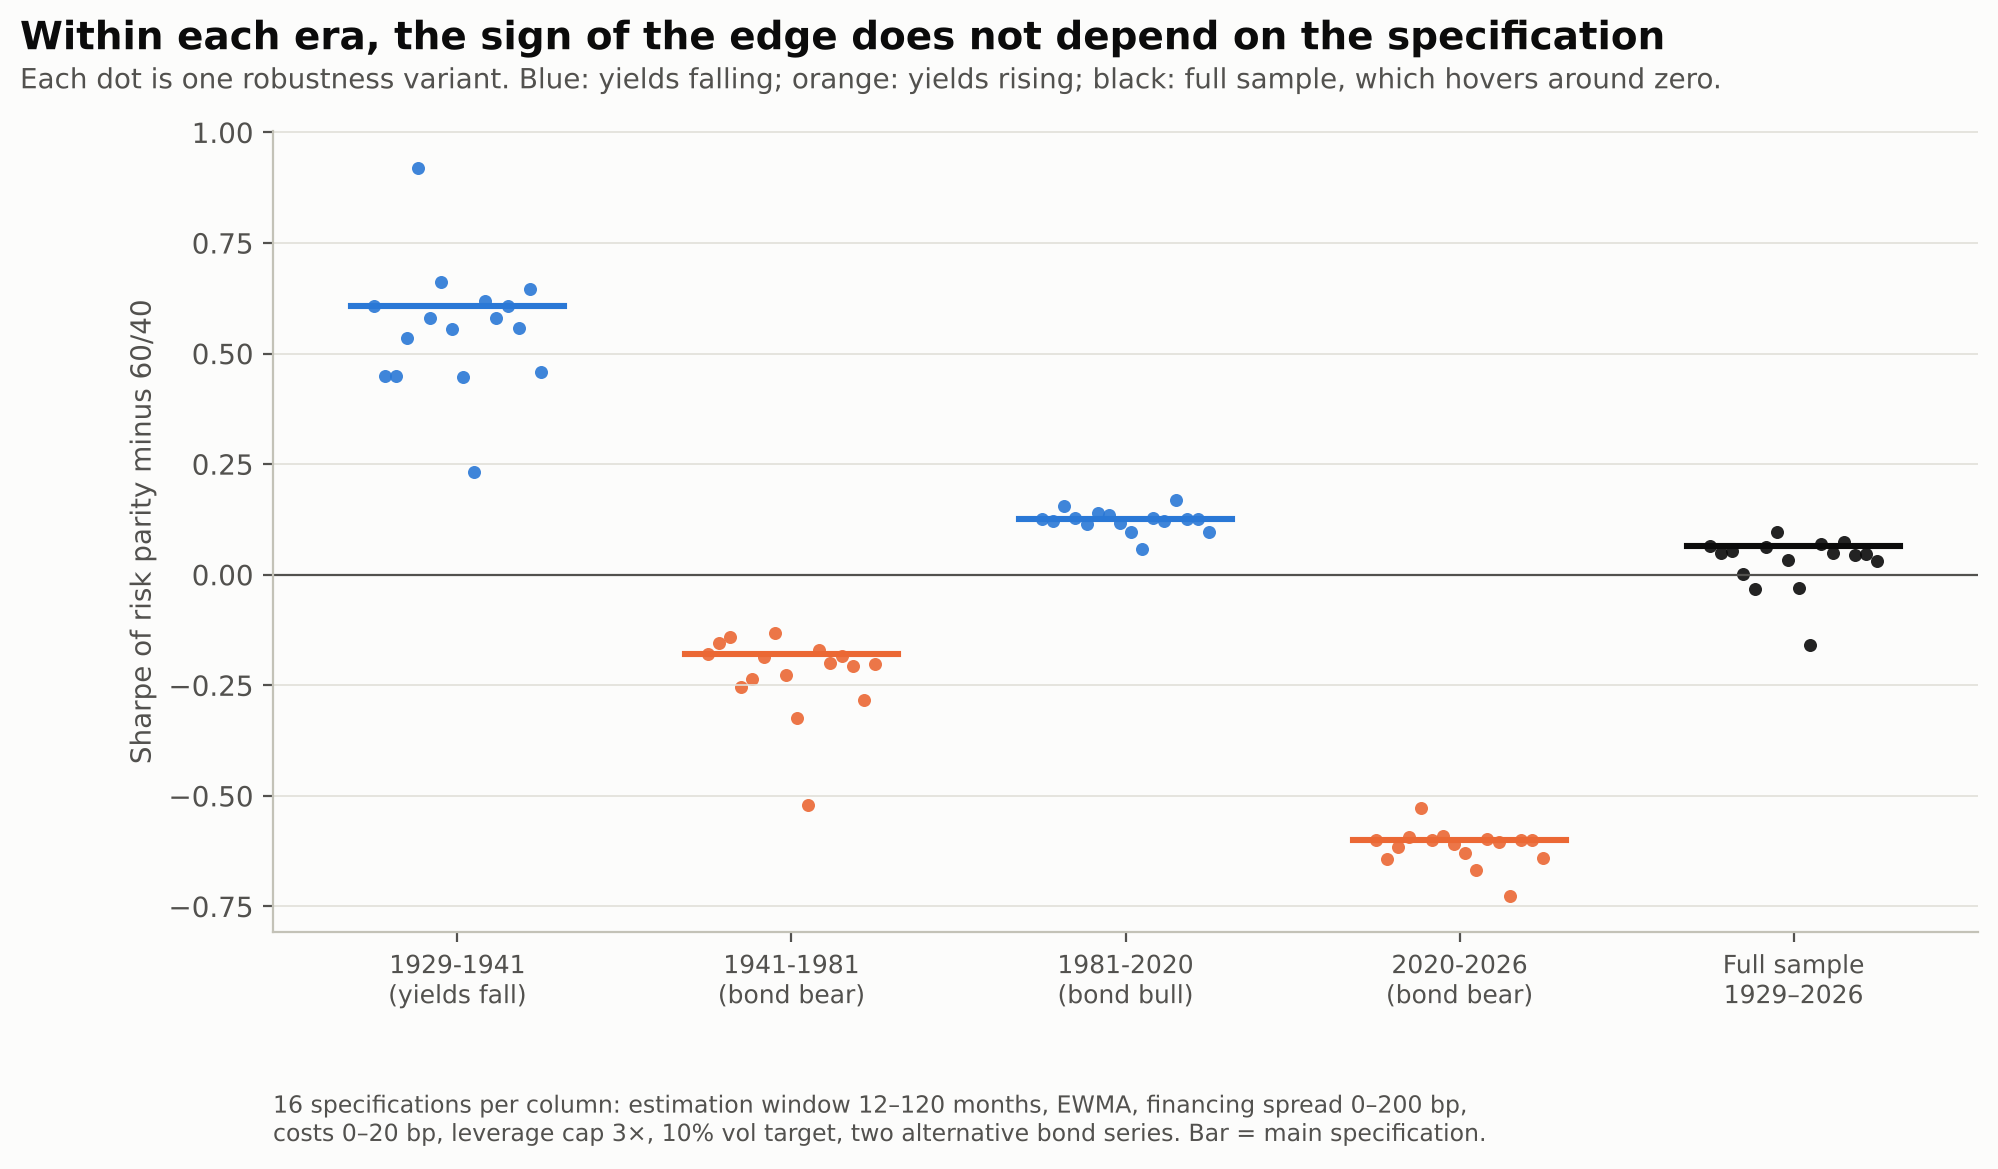 Within each era, the sign of the edge does not depend on the specification
Each dot is one robustness variant. Blue: yields falling; orange: yields rising; black: full sample, which hovers around zero.
Sharpe of risk parity minus 60/40
1.00
0.75
0.50
0.25
0.00
−0.25
−0.50
−0.75
1929-1941
(yields fall)
1941-1981
(bond bear)
1981-2020
(bond bull)
2020-2026
(bond bear)
Full sample
1929–2026
16 specifications per column: estimation window 12–120 months, EWMA, financing spread 0–200 bp,
costs 0–20 bp, leverage cap 3×, 10% vol target, two alternative bond series. Bar = main specification.